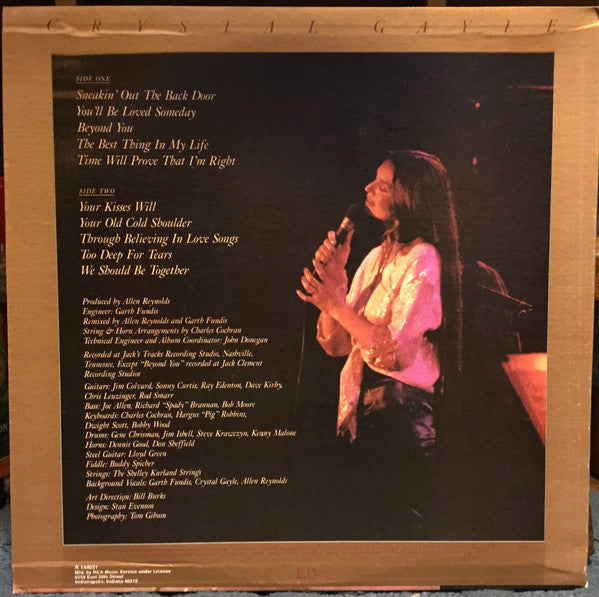 CRYSTAL GAYLE
SIDE ONE
Sneakin' Out The Back Door
You'll Be Loved Someday
Beyond You
The Best Thing In My Life
Time Will Prove That I'm Right
SIDE TWO
Your Kisses Will
Your Old Cold Shoulder
Through Believing In Love Songs
Too Deep For Tears
We Should Be Together
Produced by Allen Reynolds
Engineer: Garth Fundis
Remixed by Allen Reynolds and Garth Fundis
String & Horn Arrangements by Charles Cochran
Technical Engineer and Album Coordinator: John Donegan
Recorded at Jack's Tracks Recording Studio, Nashville,
Tennessee, Except "Beyond You" recorded at Jack Clement
Recording Studios
Guitars: Jim Colvard, Sonny Curtis, Ray Edenton, Dave Kirby,
Chris Leuzinger, Rod Smarr
Bass: Joe Allen, Richard "Spady" Brannan, Bob Moore
Keyboards: Charles Cochran, Hargus "Pig" Robbins,
Dwight Scott, Bobby Wood
Drums: Gene Chrisman, Jim Isbell, Steve Krawczyn, Kenny Malone
Horns: Dennis Good, Don Sheffield
Steel Guitar: Lloyd Green
Fiddle: Buddy Spicher
Strings: The Shelley Kurland Strings
Background Vocals: Garth Fundis, Crystal Gayle, Allen Reynolds
Art Direction: Bill Burks
Design: Stan Evenson
Photography: Tom Gibson
R 144031
Mfd. by RCA Music Service under License
6550 East 30th Street
Indianapolis, Indiana 46219